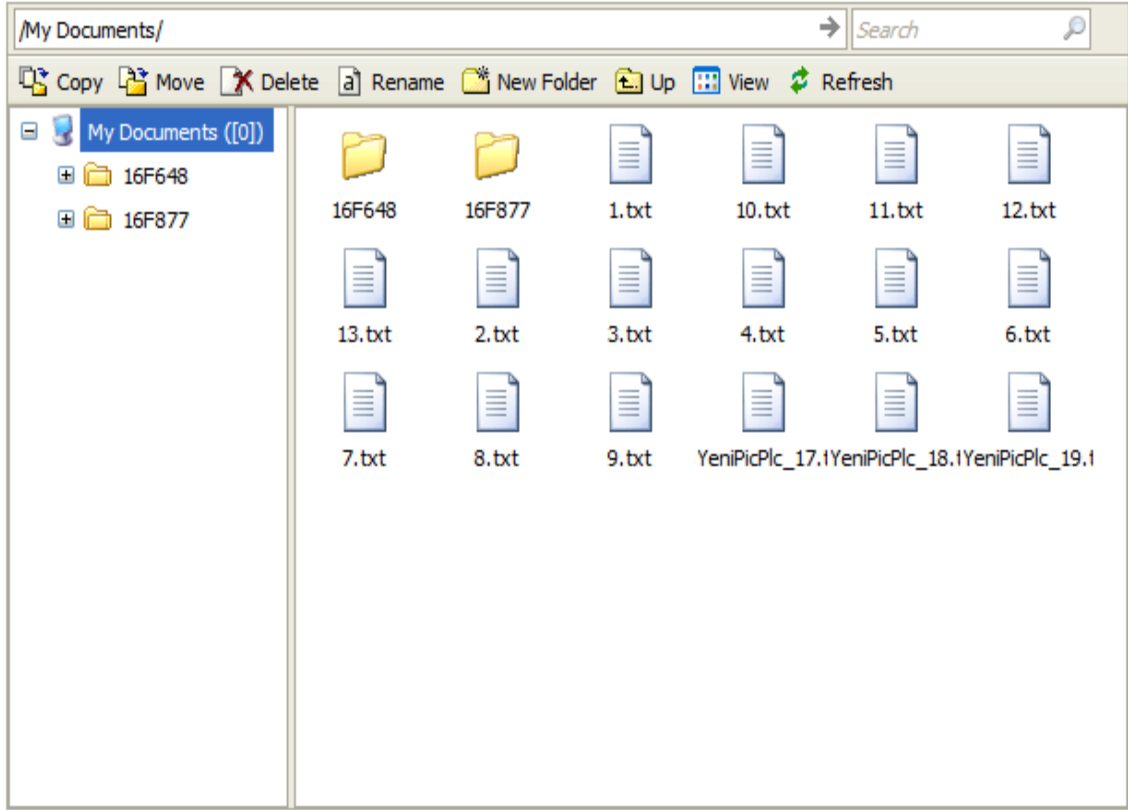 /My Documents/ Search
Copy Move Delete Rename New Folder Up View Refresh
My Documents ([0])
16F648
16F877
16F648 16F877 1.txt 10.txt 11.txt 12.txt
13.txt 2.txt 3.txt 4.txt 5.txt 6.txt
7.txt 8.txt 9.txt YeniPicPlc_17.t YeniPicPlc_18.t YeniPicPlc_19.t